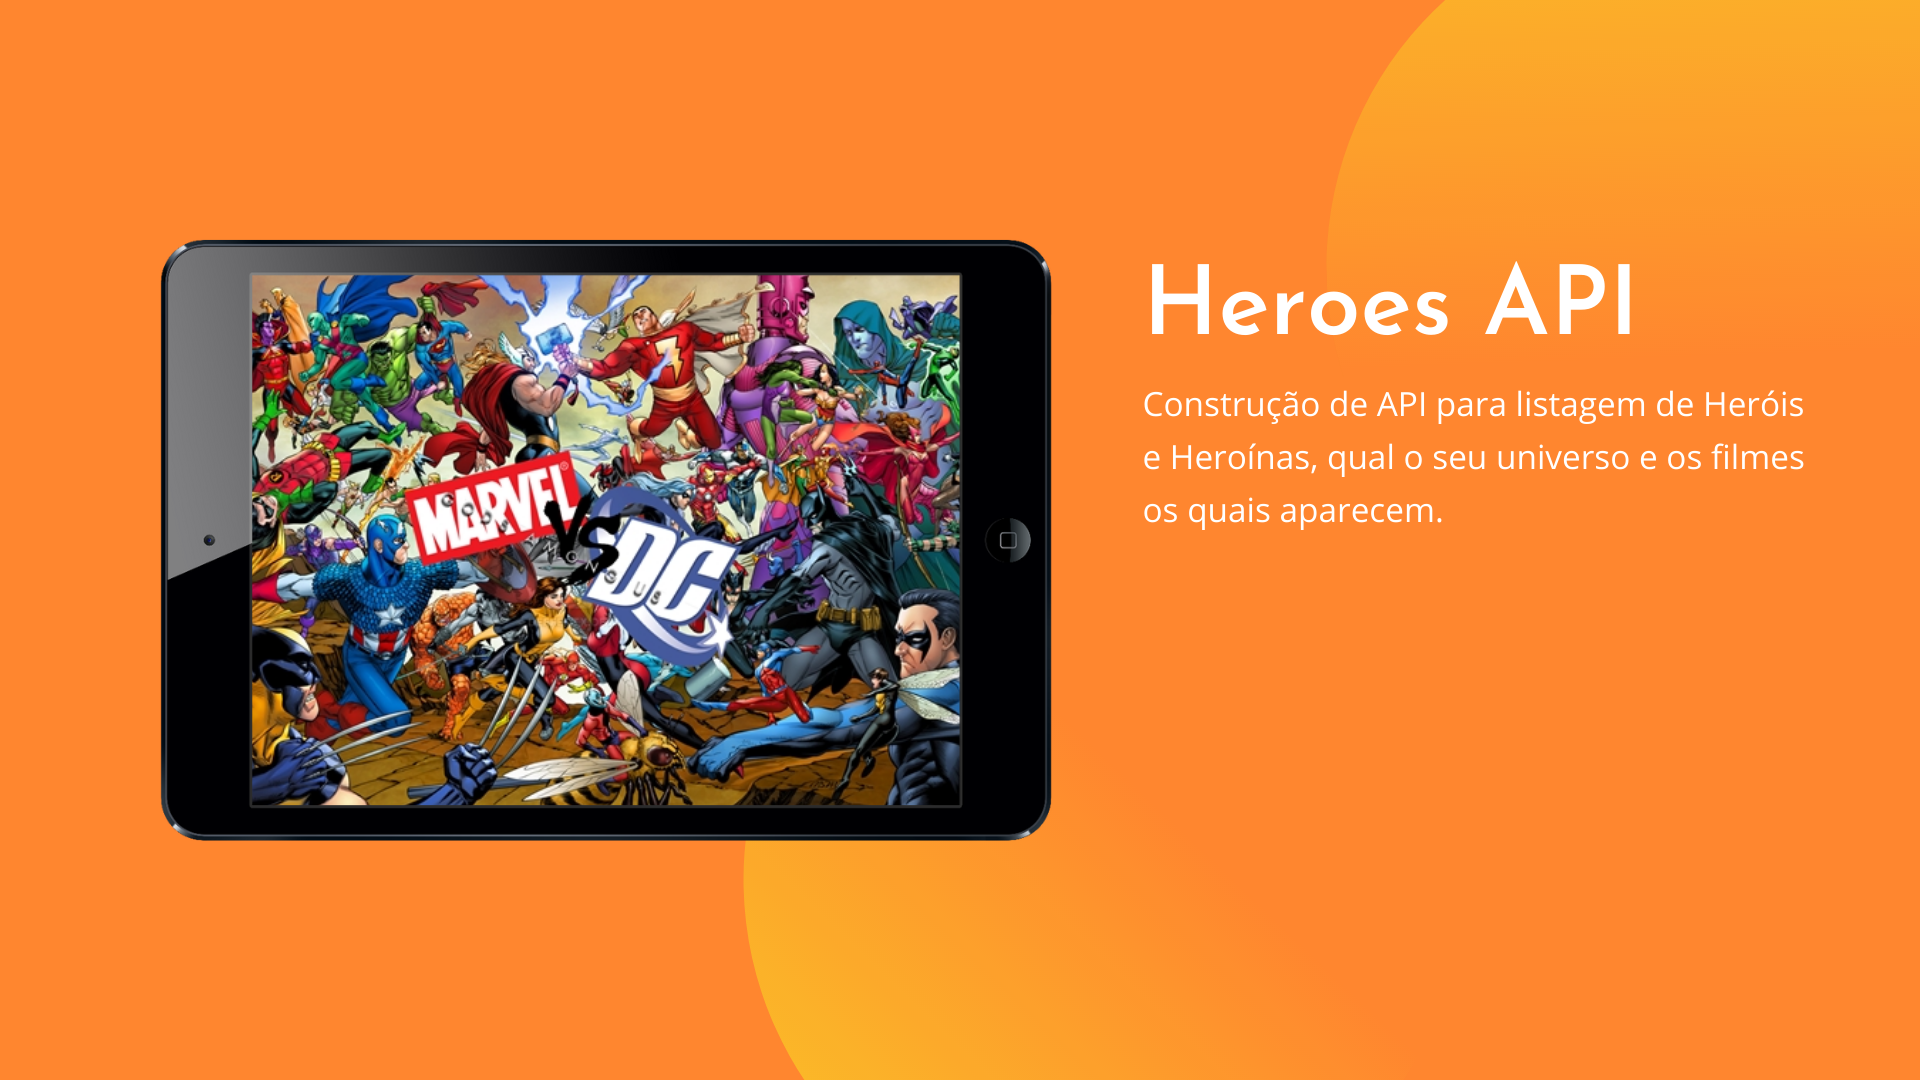 Heroes API
Construção de API para listagem de Heróis
e Heroínas, qual o seu universo e os filmes
os quais aparecem.
MARVEL
VS
DC